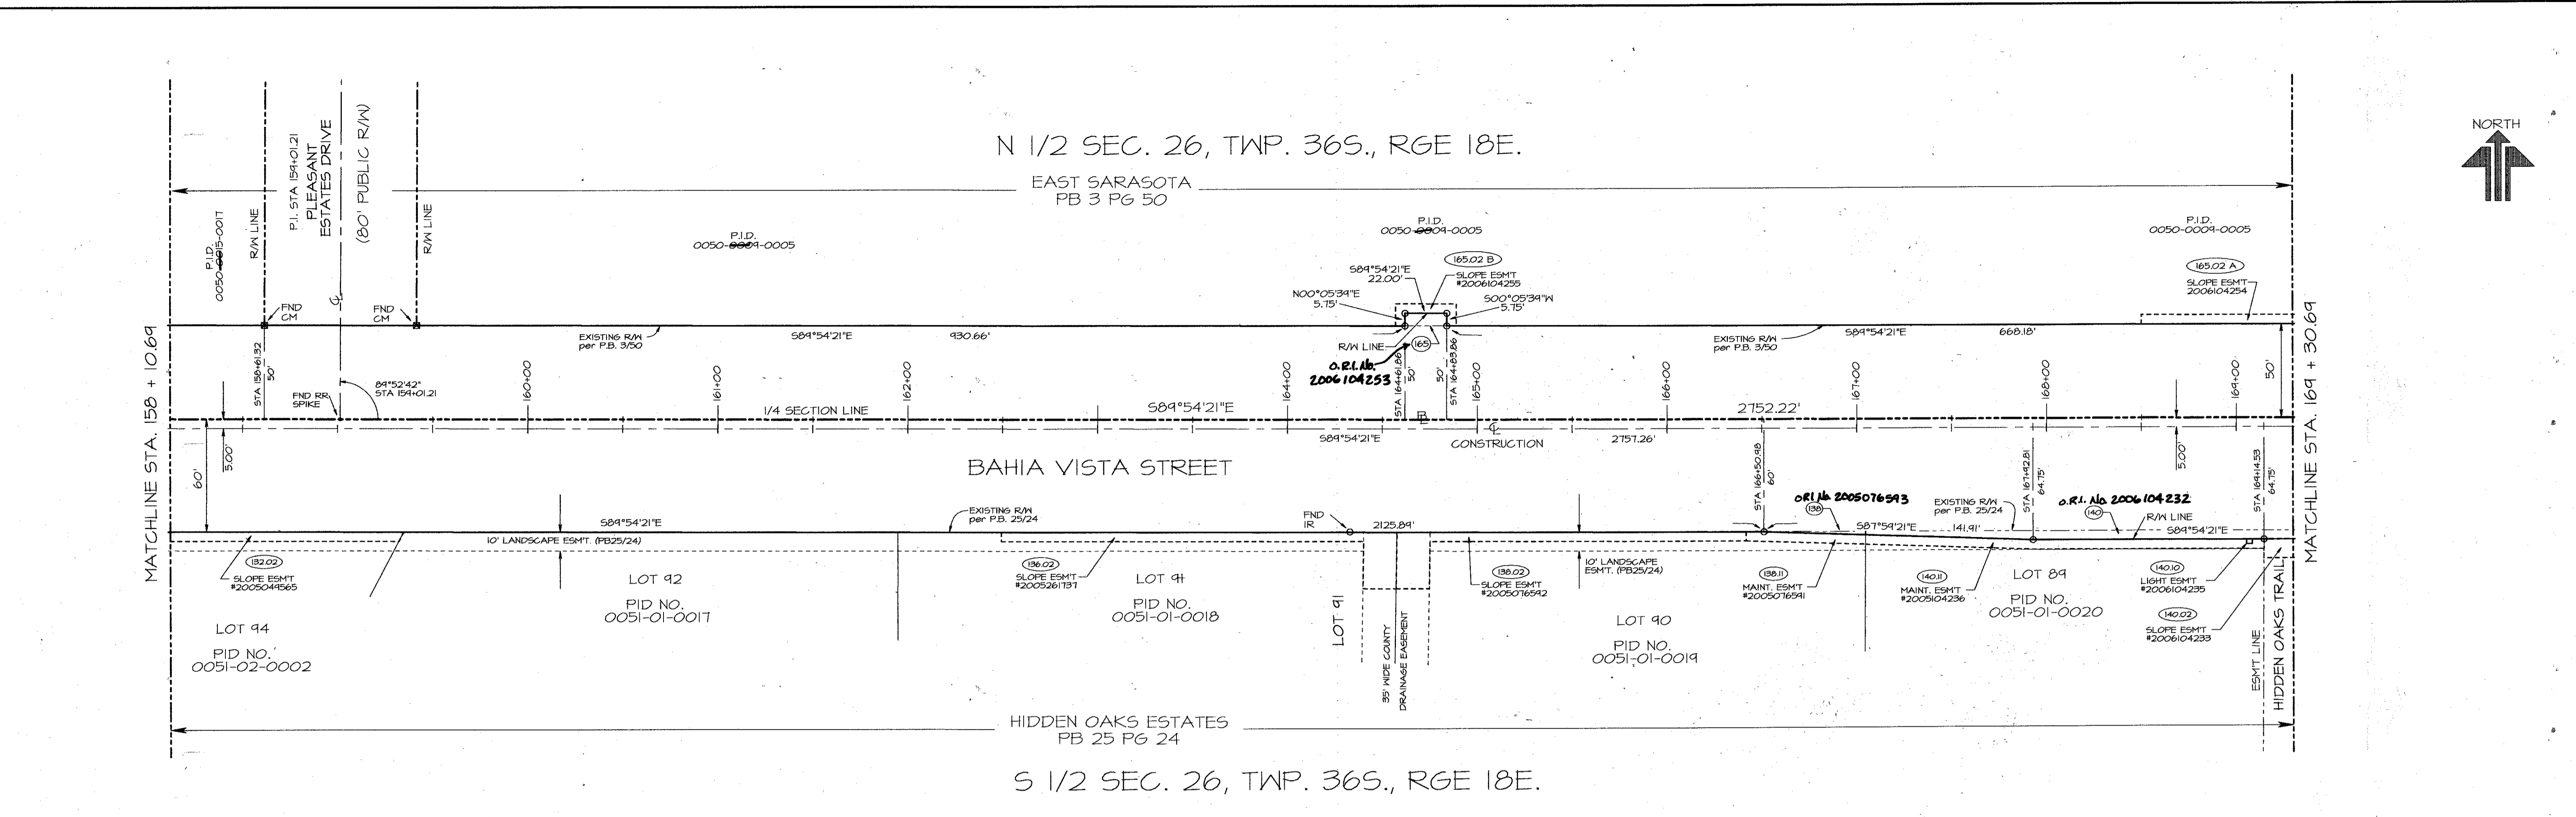 N 1/2 SEC. 26, TWP. 36S., RGE 18E.
EAST SARASOTA
PB 3 PG 50
NORTH
MATCHLINE STA. 158 + 10.69
P.I.D.
0050-0015-0017
R/W LINE
P.I. STA 159+01.21
PLEASANT
ESTATES DRIVE
(80' PUBLIC R/W)
R/W LINE
FND
CM
FND
CM
P.I.D.
0050-0009-0005
P.I.D.
0050-0009-0005
P.I.D.
0050-0009-0005
165.02 B
SLOPE ESM'T
#2006104255
S89°54'21"E
22.00'
N00°05'39"E
5.75'
S00°05'39"W
5.75'
165.02 A
SLOPE ESM'T
2006104254
EXISTING R/W
per P.B. 3/50
S89°54'21"E
930.66'
R/W LINE
165
O.R.I. No.
2006104253
EXISTING R/W
per P.B. 3/50
S89°54'21"E
668.18'
STA 158+61.32
50'
FND RR
SPIKE
89°52'42"
STA 159+01.21
160+00
161+00
162+00
164+00
STA 164+61.86
50'
50'
STA 164+83.86
165+00
166+00
167+00
168+00
169+00
50'
1/4 SECTION LINE
S89°54'21"E
2752.22'
S89°54'21"E
CONSTRUCTION
2757.26'
60'
5.00'
BAHIA VISTA STREET
5.00'
STA 166+50.98
60'
STA 167+92.81
64.75'
STA 169+14.53
64.75'
O.R.I. No. 2005076593
138
EXISTING R/W
per P.B. 25/24
O.R.I. No. 2006104232
140
R/W LINE
S89°54'21"E
EXISTING R/W
per P.B. 25/24
FND
IR
2125.89'
S87°59'21"E
141.91'
S89°54'21"E
10' LANDSCAPE ESM'T. (PB25/24)
10' LANDSCAPE
ESM'T. (PB25/24)
132.02
SLOPE ESM'T
#2005049565
136.02
SLOPE ESM'T
#2005261737
138.02
SLOPE ESM'T
#2005076592
138.11
MAINT. ESM'T
#2005076591
140.11
MAINT. ESM'T
#2005104236
140.10
LIGHT ESM'T
#2006104235
140.02
SLOPE ESM'T
#2006104233
LOT 94
PID NO.
0051-02-0002
LOT 92
PID NO.
0051-01-0017
LOT 91
PID NO.
0051-01-0018
LOT 91
35' WIDE COUNTY
DRAINAGE EASEMENT
LOT 90
PID NO.
0051-01-0019
LOT 89
PID NO.
0051-01-0020
ESM'T LINE
HIDDEN OAKS TRAIL
MATCHLINE STA. 169 + 30.69
HIDDEN OAKS ESTATES
PB 25 PG 24
S 1/2 SEC. 26, TWP. 36S., RGE 18E.